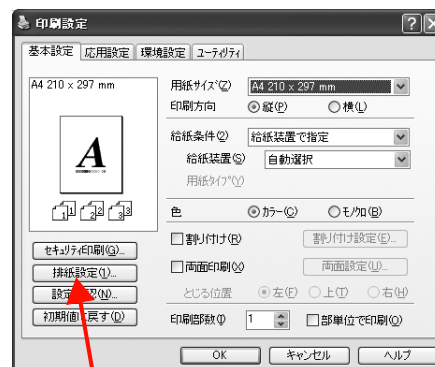 印刷設定
基本設定 応用設定 環境設定 ユーティリティ
A4 210 x 297 mm
用紙サイズ(Z) A4 210 x 297 mm
印刷方向 縦(P) 横(L)
給紙条件(2) 給紙装置で指定
給紙装置(S) 自動選択
用紙タイプ(Y)
A
1 1 2 2 3 3
色 カラー(C) モノクロ(B)
セキュリティ印刷(G)...
割り付け(R) 割り付け設定(E)...
排紙設定(1)...
両面印刷(X) 両面設定(U)...
(N)...
とじる位置 左(F) 上(T) 右(H)
初期値に戻す(D)
印刷部数(I) 1 部単位で印刷(O)
OK キャンセル ヘルプ